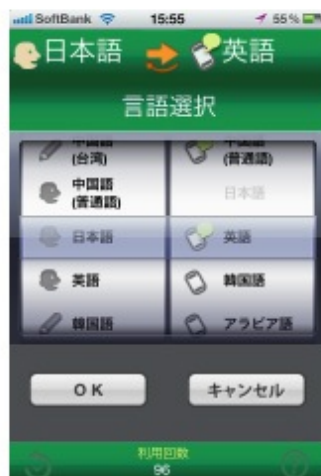 SoftBank 15:55 55%
日本語 英語
言語選択
中国語
(台湾)
中国語
(普通語)
中国語
(普通語)
日本語
日本語 英語
英語 韓国語
韓国語 アラビア語
OK キャンセル
利用回数
96